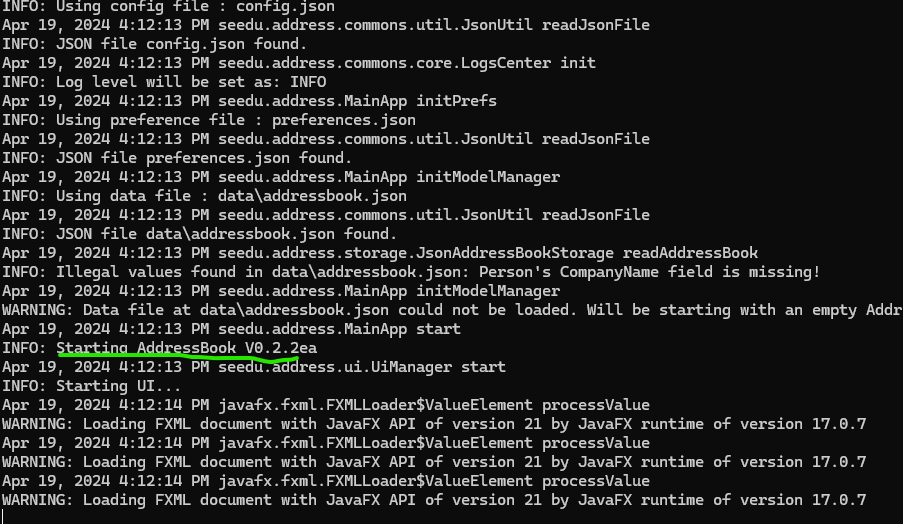 INFO: Using config file : config.json
Apr 19, 2024 4:12:13 PM seedu.address.commons.util.JsonUtil readJsonFile
INFO: JSON file config.json found.
Apr 19, 2024 4:12:13 PM seedu.address.commons.core.LogsCenter init
INFO: Log level will be set as: INFO
Apr 19, 2024 4:12:13 PM seedu.address.MainApp initPrefs
INFO: Using preference file : preferences.json
Apr 19, 2024 4:12:13 PM seedu.address.commons.util.JsonUtil readJsonFile
INFO: JSON file preferences.json found.
Apr 19, 2024 4:12:13 PM seedu.address.MainApp initModelManager
INFO: Using data file : data\addressbook.json
Apr 19, 2024 4:12:13 PM seedu.address.commons.util.JsonUtil readJsonFile
INFO: JSON file data\addressbook.json found.
Apr 19, 2024 4:12:13 PM seedu.address.storage.JsonAddressBookStorage readAddressBook
INFO: Illegal values found in data\addressbook.json: Person's CompanyName field is missing!
Apr 19, 2024 4:12:13 PM seedu.address.MainApp initModelManager
WARNING: Data file at data\addressbook.json could not be loaded. Will be starting with an empty Addr
Apr 19, 2024 4:12:13 PM seedu.address.MainApp start
INFO: Starting AddressBook V0.2.2ea
Apr 19, 2024 4:12:13 PM seedu.address.ui.UiManager start
INFO: Starting UI...
Apr 19, 2024 4:12:14 PM javafx.fxml.FXMLLoader$ValueElement processValue
WARNING: Loading FXML document with JavaFX API of version 21 by JavaFX runtime of version 17.0.7
Apr 19, 2024 4:12:14 PM javafx.fxml.FXMLLoader$ValueElement processValue
WARNING: Loading FXML document with JavaFX API of version 21 by JavaFX runtime of version 17.0.7
Apr 19, 2024 4:12:14 PM javafx.fxml.FXMLLoader$ValueElement processValue
WARNING: Loading FXML document with JavaFX API of version 21 by JavaFX runtime of version 17.0.7